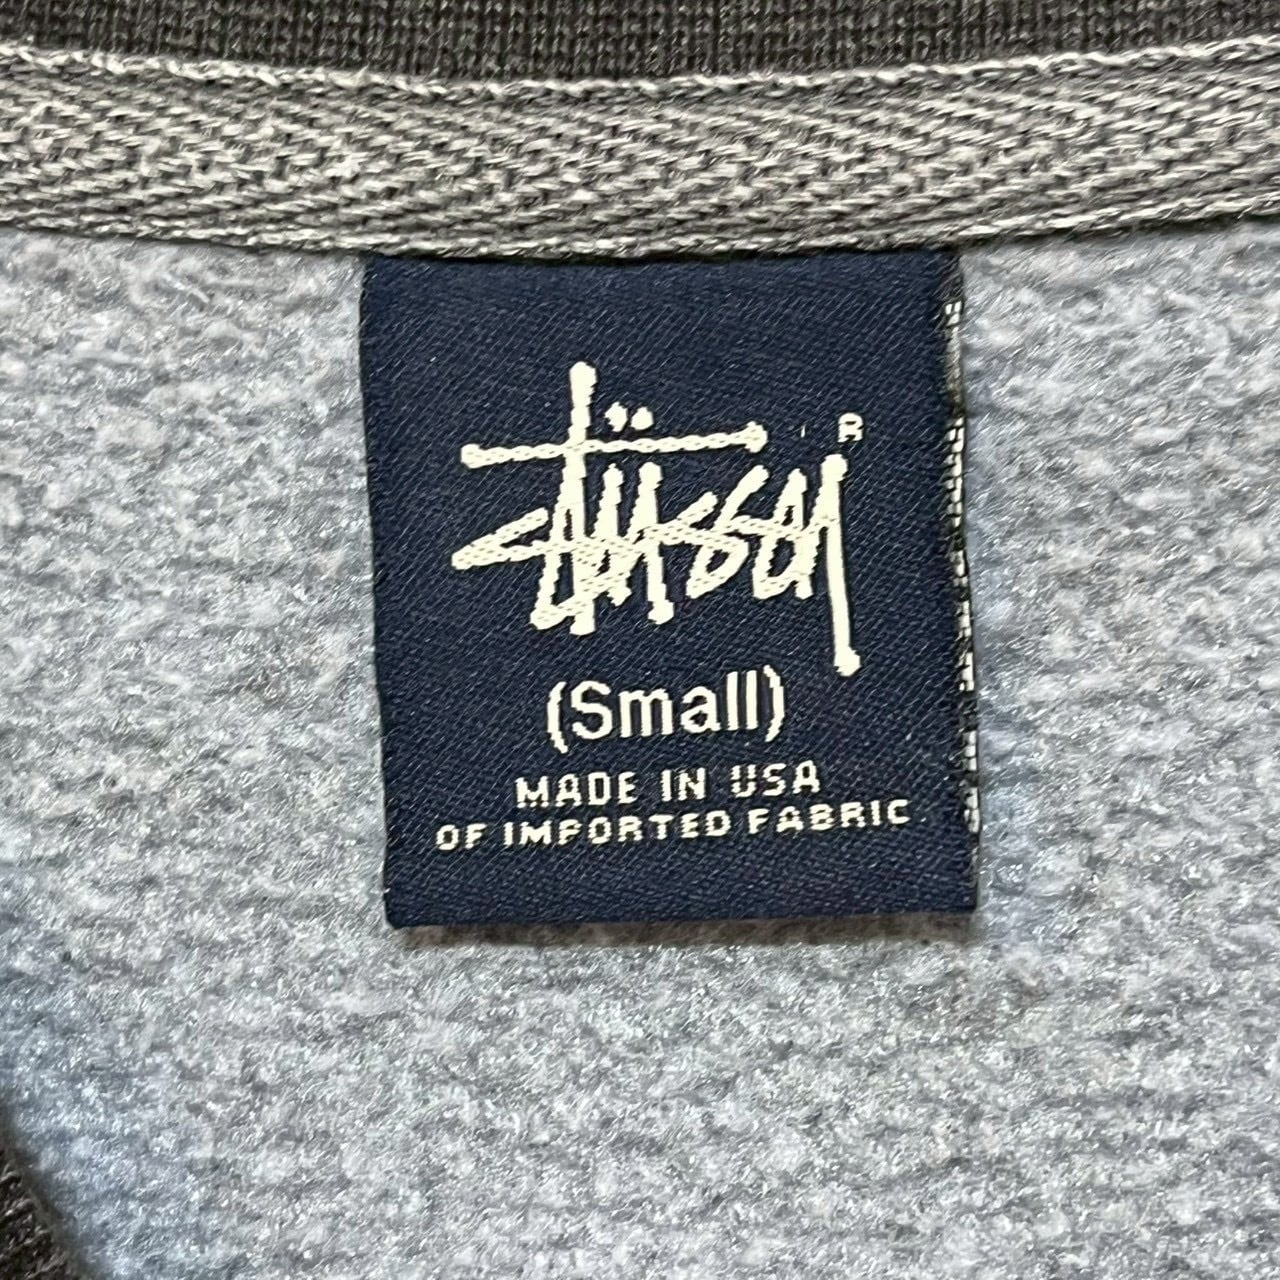 Stüssy ®
(Small)
MADE IN USA
OF IMPORTED FABRIC